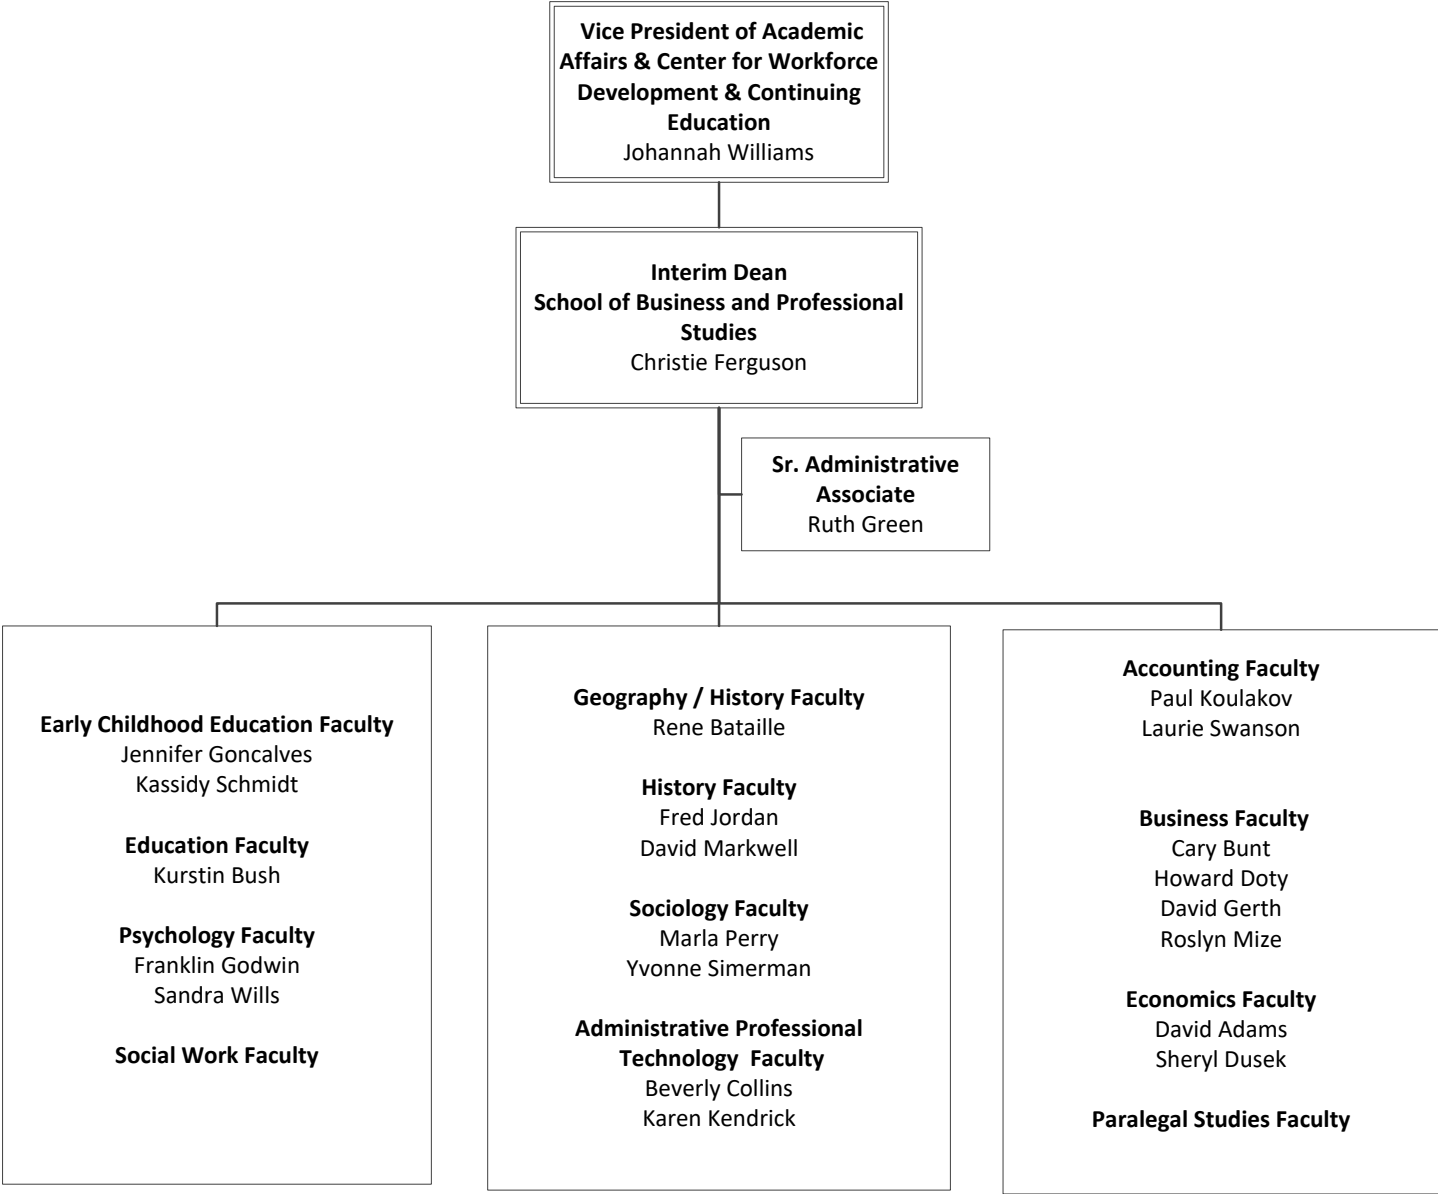 Vice President of Academic
Affairs & Center for Workforce
Development & Continuing
Education
Johannah Williams
Interim Dean
School of Business and Professional
Studies
Christie Ferguson
Sr. Administrative
Associate
Ruth Green
Early Childhood Education Faculty
Jennifer Goncalves
Kassidy Schmidt
Education Faculty
Kurstin Bush
Psychology Faculty
Franklin Godwin
Sandra Wills
Social Work Faculty
Geography / History Faculty
Rene Bataille
History Faculty
Fred Jordan
David Markwell
Sociology Faculty
Marla Perry
Yvonne Simerman
Administrative Professional
Technology  Faculty
Beverly Collins
Karen Kendrick
Accounting Faculty
Paul Koulakov
Laurie Swanson
Business Faculty
Cary Bunt
Howard Doty
David Gerth
Roslyn Mize
Economics Faculty
David Adams
Sheryl Dusek
Paralegal Studies Faculty